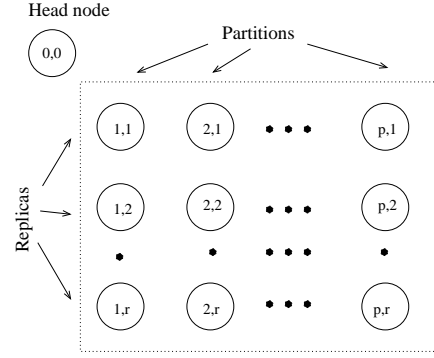 Head node
Partitions
0,0
1,1 2,1 p,1
Replicas
1,2 2,2 p,2
1,r 2,r p,r